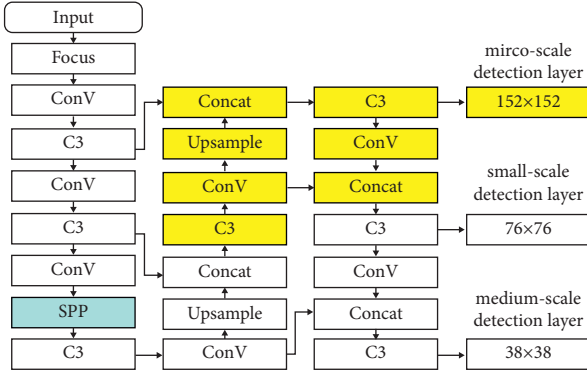 Input
Focus
ConV
C3
ConV
C3
ConV
SPP
C3
Concat
Upsample
ConV
C3
Concat
Upsample
ConV
C3
ConV
Concat
C3
ConV
Concat
C3
mirco-scale
detection layer
152×152
small-scale
detection layer
76×76
medium-scale
detection layer
38×38